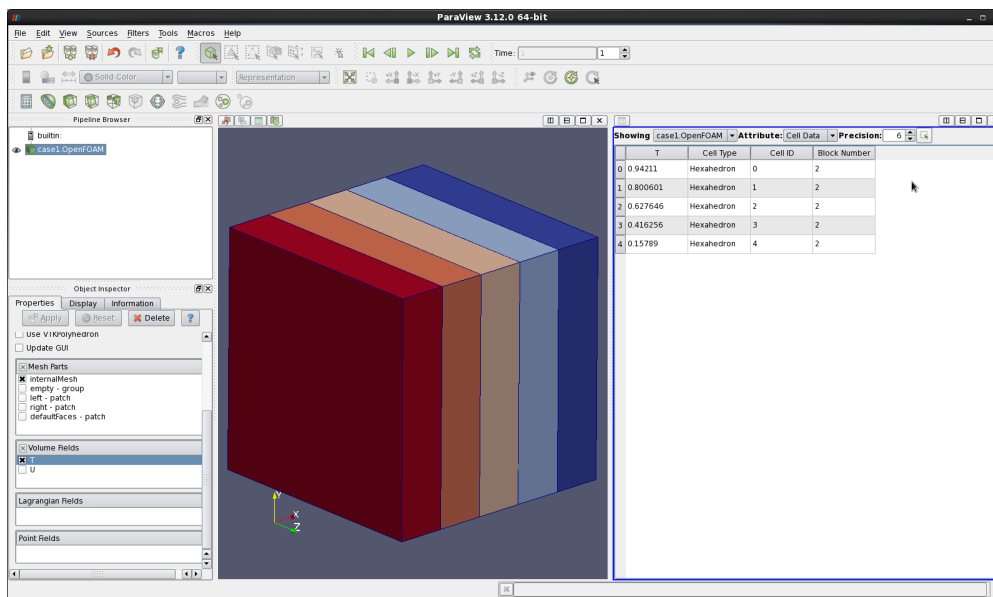 ParaView 3.12.0 64-bit
File Edit View Sources Filters Tools Macros Help
Time: 1 1
Solid Color Representation
Pipeline Browser
builtin:
case1.OpenFOAM
Object Inspector
Properties Display Information
Apply Reset Delete ?
Use VTKPolyhedron
Update GUI
Mesh Parts
internalMesh
empty - group
left - patch
right - patch
defaultFaces - patch
Volume Fields
T
U
Lagrangian Fields
Point Fields
Y
X
Z
Showing case1.OpenFOAM Attribute: Cell Data Precision: 6
T Cell Type Cell ID Block Number
0 0.94211 Hexahedron 0 2
1 0.800601 Hexahedron 1 2
2 0.627646 Hexahedron 2 2
3 0.416256 Hexahedron 3 2
4 0.15789 Hexahedron 4 2